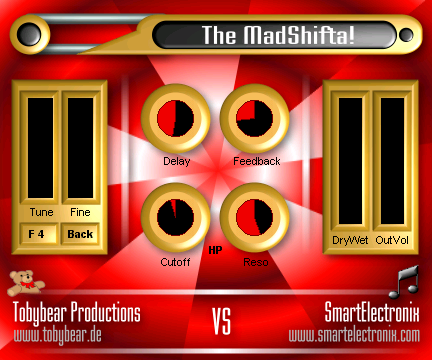 The MadShifta!
Delay
Feedback
Tune
Fine
F 4
Back
Cutoff
HP
Reso
DryWet
OutVol
Tobybear Productions
VS
SmartElectronix
www.tobybear.de
www.smartelectronix.com